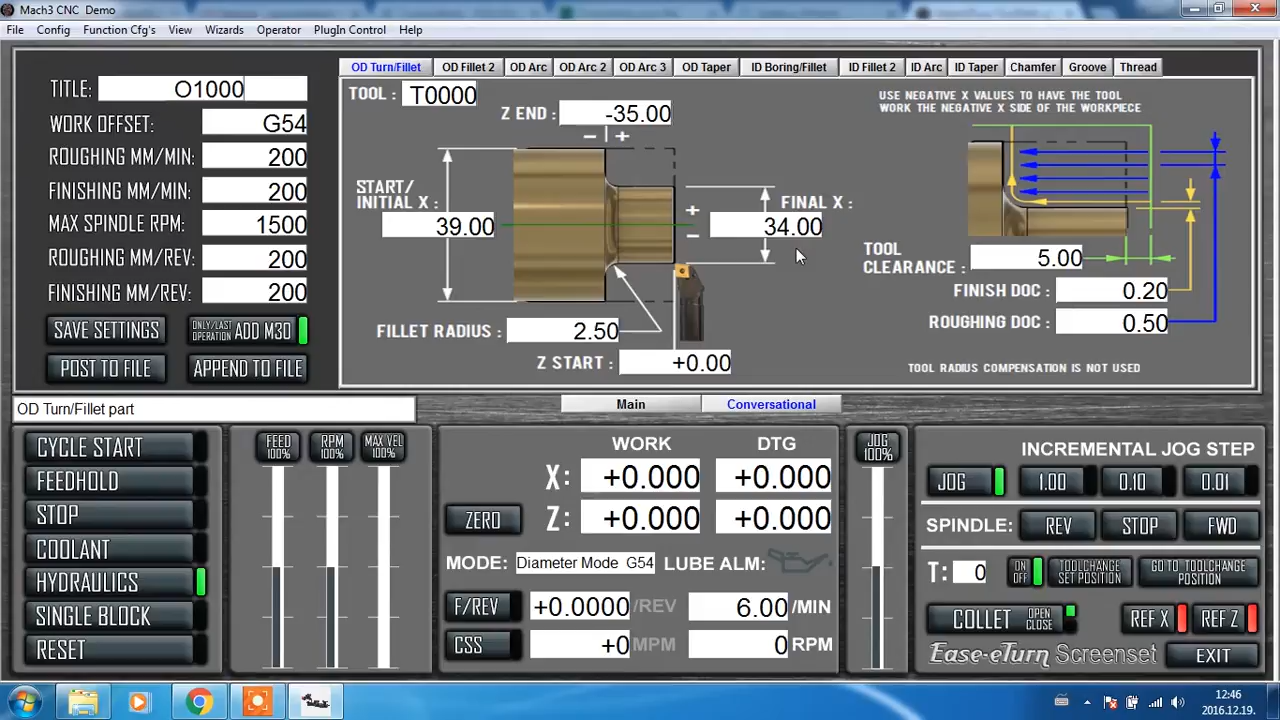 Mach3 CNC Demo
File Config Function Cfg's View Wizards Operator PlugIn Control Help
OD Turn/Fillet OD Fillet 2 OD Arc OD Arc 2 OD Arc 3 OD Taper ID Boring/Fillet ID Fillet 2 ID Arc ID Taper Chamfer Groove Thread
TITLE: O1000
WORK OFFSET: G54
ROUGHING MM/MIN: 200
FINISHING MM/MIN: 200
MAX SPINDLE RPM: 1500
ROUGHING MM/REV: 200
FINISHING MM/REV: 200
SAVE SETTINGS
ONLY/LAST OPERATION ADD M30
POST TO FILE
APPEND TO FILE
TOOL: T0000
Z END : -35.00
− +
START/
INITIAL X : 39.00
+
FINAL X :
34.00
−
FILLET RADIUS : 2.50
Z START : +0.00
USE NEGATIVE X VALUES TO HAVE THE TOOL
WORK THE NEGATIVE X SIDE OF THE WORKPIECE
TOOL
CLEARANCE : 5.00
FINISH DOC : 0.20
ROUGHING DOC : 0.50
TOOL RADIUS COMPENSATION IS NOT USED
OD Turn/Fillet part
Main Conversational
CYCLE START
FEEDHOLD
STOP
COOLANT
HYDRAULICS
SINGLE BLOCK
RESET
FEED 100%
RPM 100%
MAX VEL 100%
WORK DTG
X: +0.000 +0.000
ZERO Z: +0.000 +0.000
MODE: Diameter Mode G54 LUBE ALM:
F/REV +0.0000 /REV 6.00 /MIN
CSS +0 MPM 0 RPM
JOG 100%
INCREMENTAL JOG STEP
JOG 1.00 0.10 0.01
SPINDLE: REV STOP FWD
T: 0 ON OFF TOOLCHANGE SET POSITION GO TO TOOLCHANGE POSITION
COLLET OPEN CLOSE REF X REF Z
Ease-eTurn Screenset EXIT
12:46
2016.12.19.